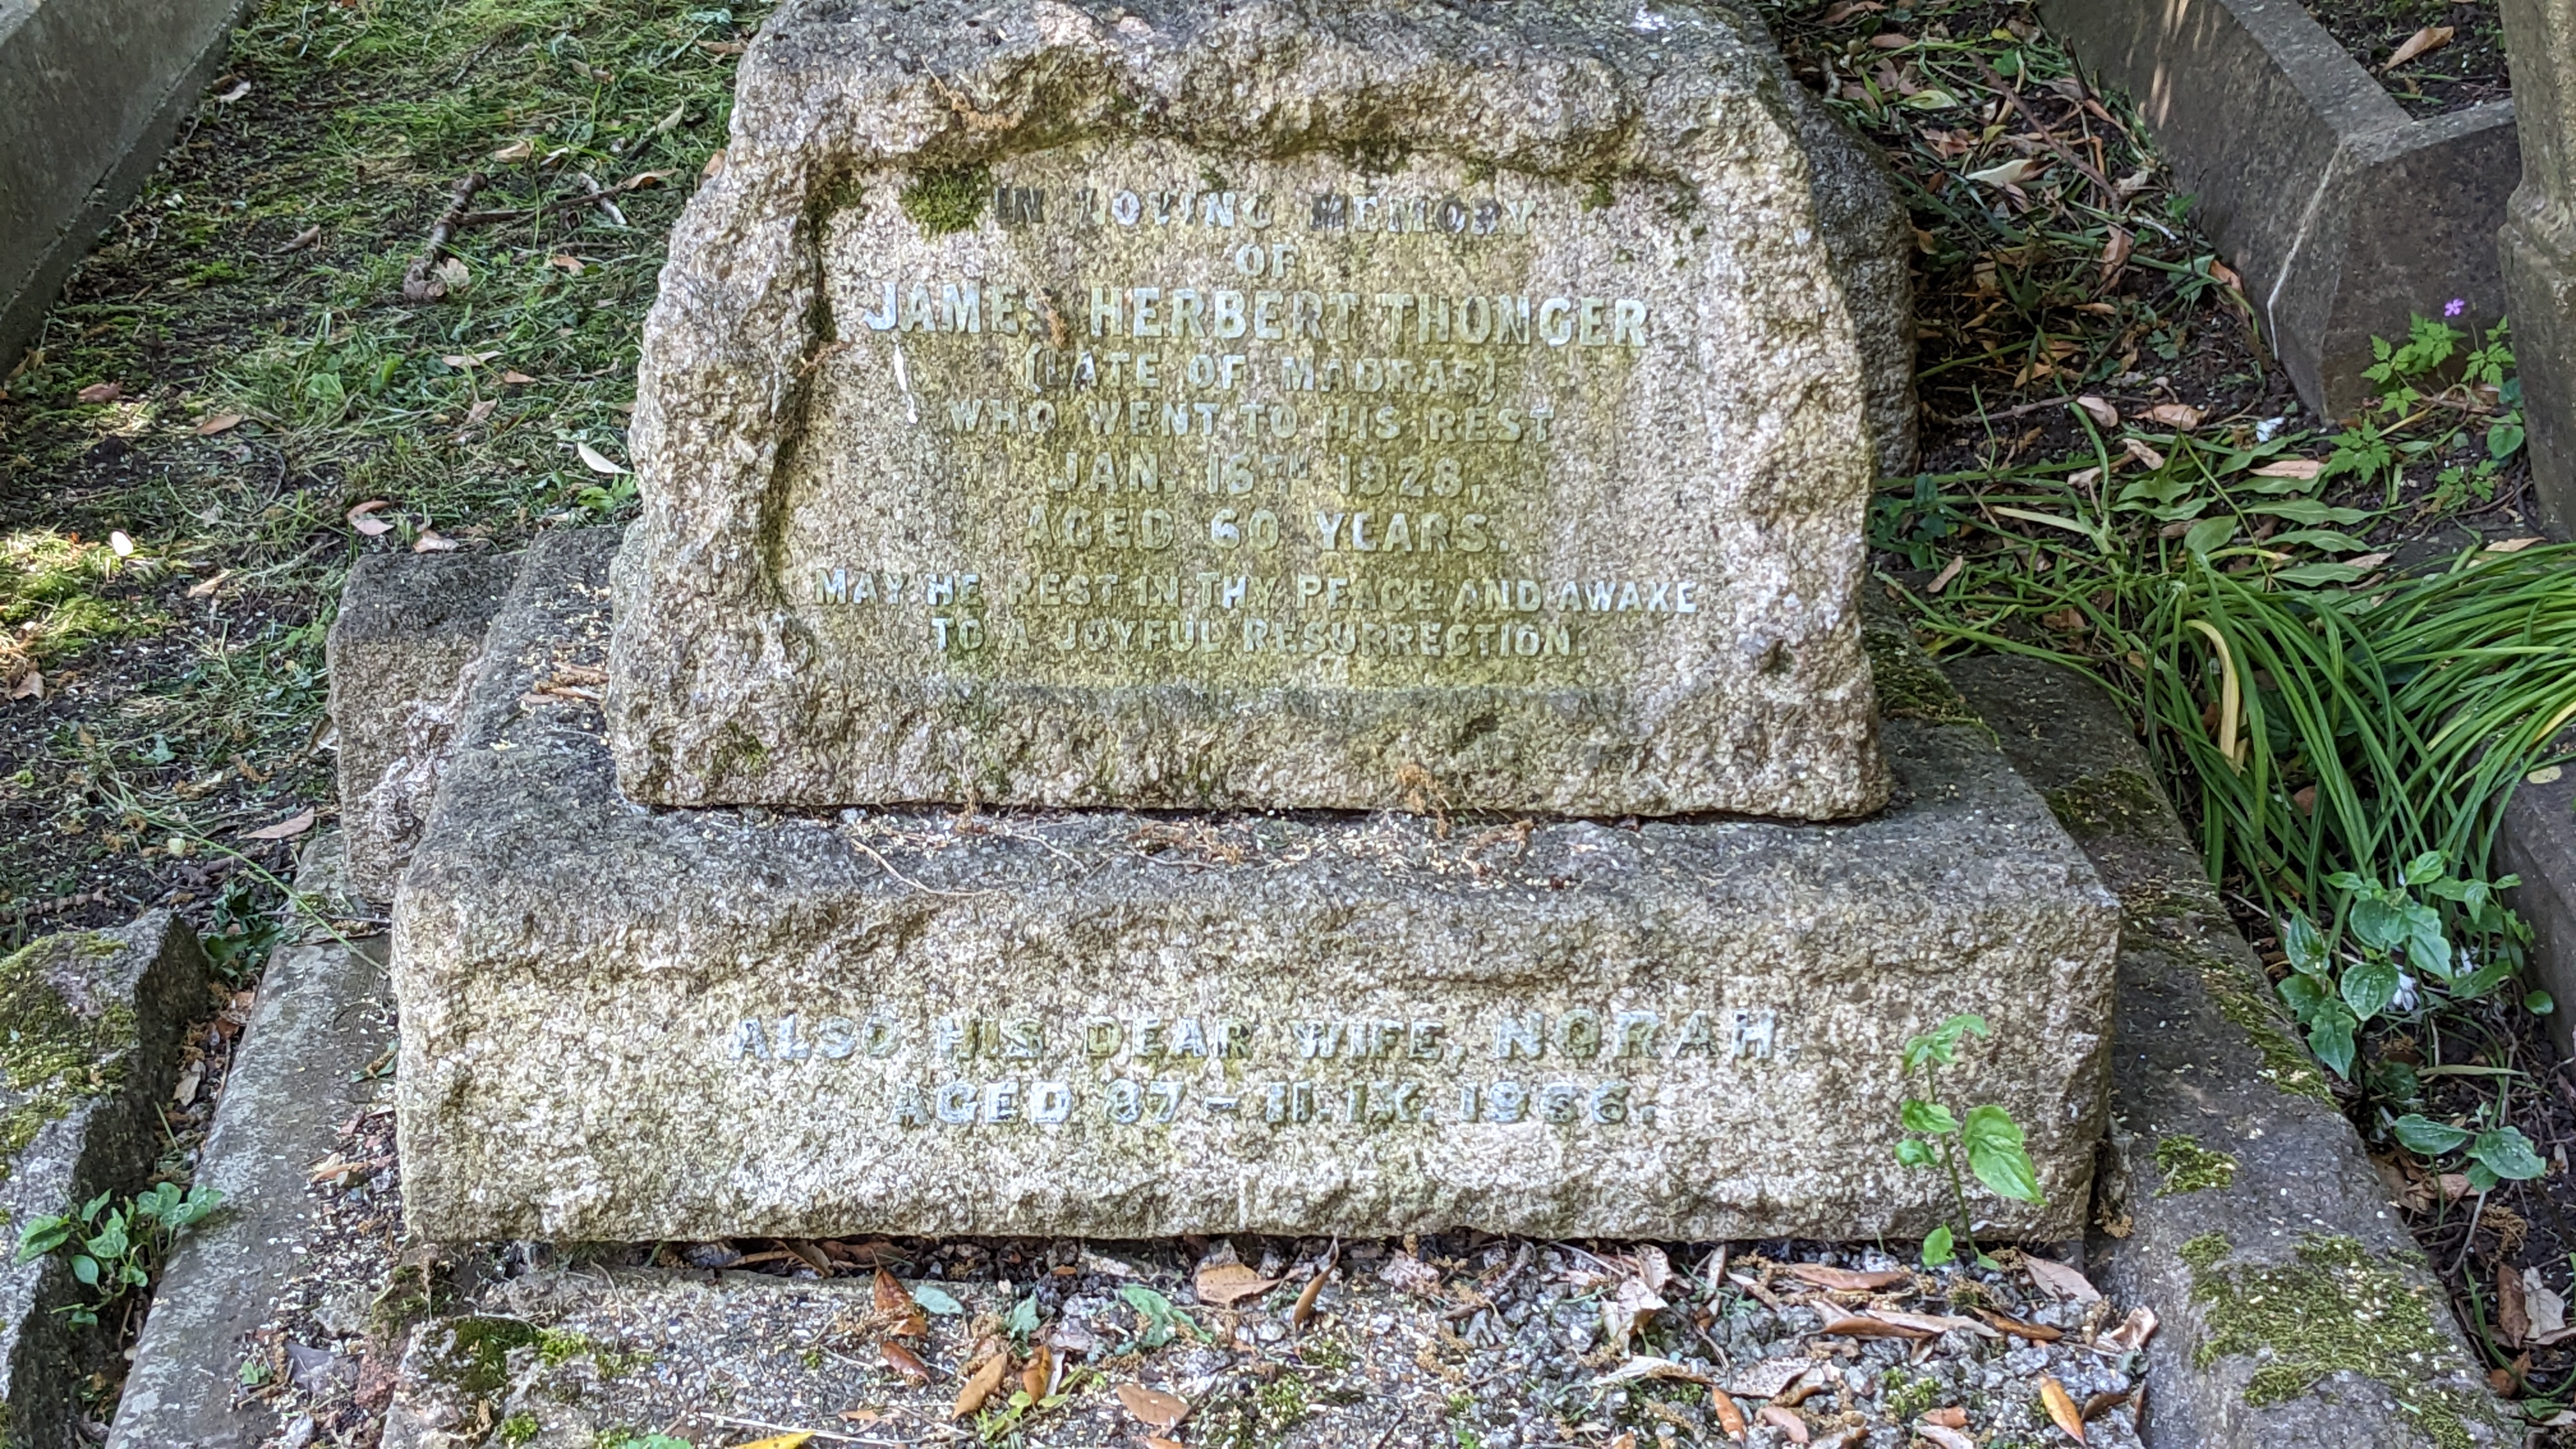 IN LOVING MEMORY
OF
JAMES HERBERT THONGER
(LATE OF MADRAS)
WHO WENT TO HIS REST
JAN. 16TH 1928,
AGED 60 YEARS.
MAY HE REST IN THY PEACE AND AWAKE
TO A JOYFUL RESURRECTION.
ALSO HIS DEAR WIFE, NORAH,
AGED 87 – 11. IX.